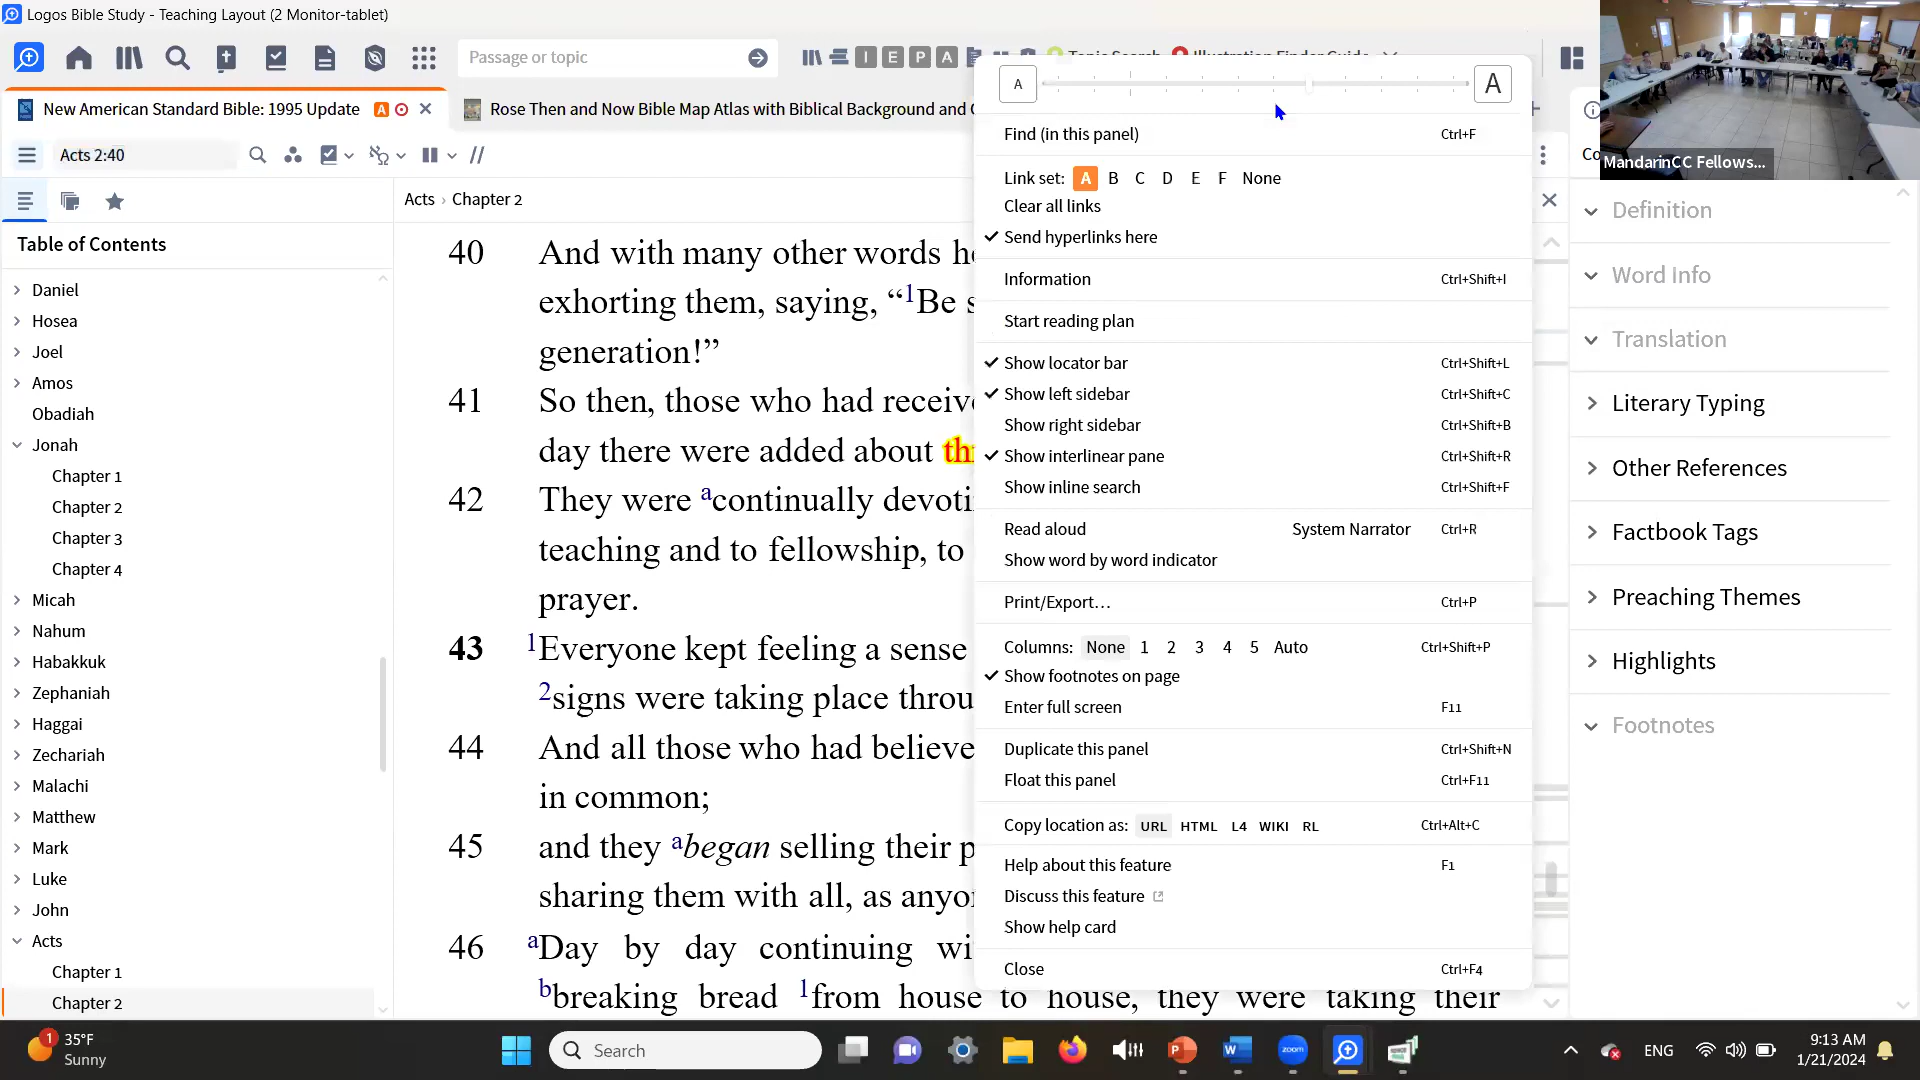 Logos Bible Study - Teaching Layout (2 Monitor-tablet)
Passage or topic
I E P A
New American Standard Bible: 1995 Update A
Rose Then and Now Bible Map Atlas with Biblical Background and
Acts 2:40
Acts › Chapter 2
Table of Contents
Daniel
Hosea
Joel
Amos
Obadiah
Jonah
Chapter 1
Chapter 2
Chapter 3
Chapter 4
Micah
Nahum
Habakkuk
Zephaniah
Haggai
Zechariah
Malachi
Matthew
Mark
Luke
John
Acts
Chapter 1
Chapter 2
40 And with many other words he
exhorting them, saying, “1Be s
generation!”
41 So then, those who had receive
day there were added about
42 They were acontinually devoti
teaching and to fellowship, to
prayer.
43 1Everyone kept feeling a sense
2signs were taking place throu
44 And all those who had believe
in common;
45 and they abegan selling their p
sharing them with all, as anyo
46 aDay by day continuing wi
bbreaking bread 1from house to house, they were taking their
A A
Find (in this panel) Ctrl+F
Link set: A B C D E F None
Clear all links
Send hyperlinks here
Information Ctrl+Shift+I
Start reading plan
Show locator bar Ctrl+Shift+L
Show left sidebar Ctrl+Shift+C
Show right sidebar Ctrl+Shift+B
Show interlinear pane Ctrl+Shift+R
Show inline search Ctrl+Shift+F
Read aloud System Narrator Ctrl+R
Show word by word indicator
Print/Export... Ctrl+P
Columns: None 1 2 3 4 5 Auto Ctrl+Shift+P
Show footnotes on page
Enter full screen F11
Duplicate this panel Ctrl+Shift+N
Float this panel Ctrl+F11
Copy location as: URL HTML L4 WIKI RL Ctrl+Alt+C
Help about this feature F1
Discuss this feature
Show help card
Close Ctrl+F4
MandarinCC Fellows...
Definition
Word Info
Translation
Literary Typing
Other References
Factbook Tags
Preaching Themes
Highlights
Footnotes
1
35°F
Sunny
Search
zoom
ENG
9:13 AM
1/21/2024